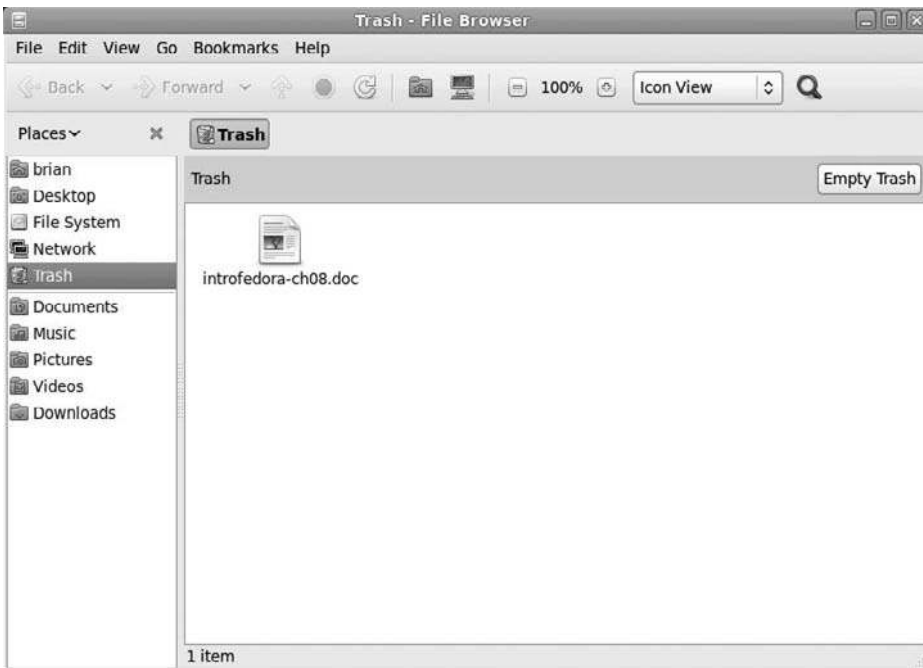 Trash - File Browser
File Edit View Go Bookmarks Help
Back Forward 100% Icon View
Places Trash
brian
Desktop
File System
Network
Trash
Documents
Music
Pictures
Videos
Downloads
Trash Empty Trash
introfedora-ch08.doc
1 item